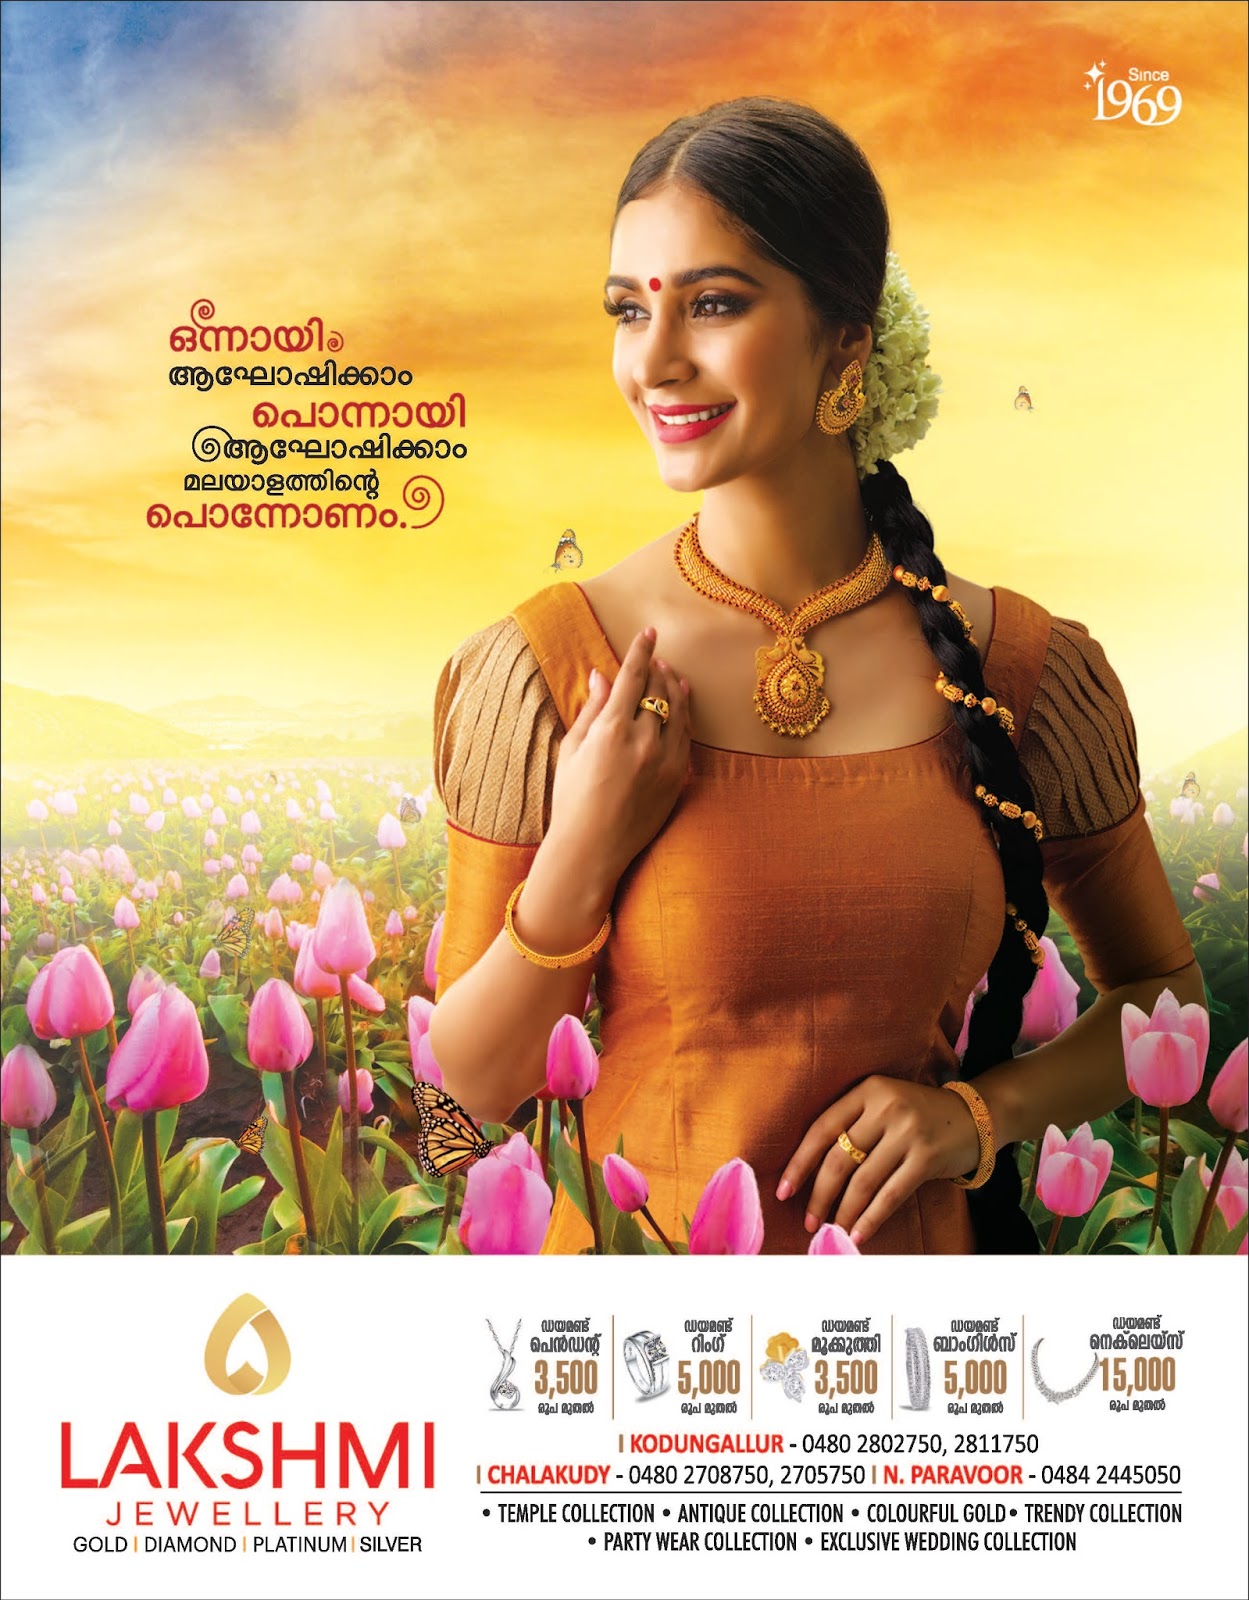 Since
1969
ഒന്നായി
ആഘോഷിക്കാം
പൊന്നായി
ആഘോഷിക്കാം
മലയാളത്തിന്റെ
പൊന്നോണം.
LAKSHMI
JEWELLERY
GOLD | DIAMOND | PLATINUM | SILVER
ഡയമണ്ട്
പെൻഡന്റ്
3,500
രൂപ മുതൽ
ഡയമണ്ട്
റിംഗ്
5,000
രൂപ മുതൽ
ഡയമണ്ട്
മൂക്കുത്തി
3,500
രൂപ മുതൽ
ഡയമണ്ട്
ബാംഗിൾസ്
5,000
രൂപ മുതൽ
ഡയമണ്ട്
നെക്ലെയ്സ്
15,000
രൂപ മുതൽ
| KODUNGALLUR - 0480 2802750, 2811750
| CHALAKUDY - 0480 2708750, 2705750 | N. PARAVOOR - 0484 2445050
• TEMPLE COLLECTION • ANTIQUE COLLECTION • COLOURFUL GOLD • TRENDY COLLECTION
• PARTY WEAR COLLECTION • EXCLUSIVE WEDDING COLLECTION